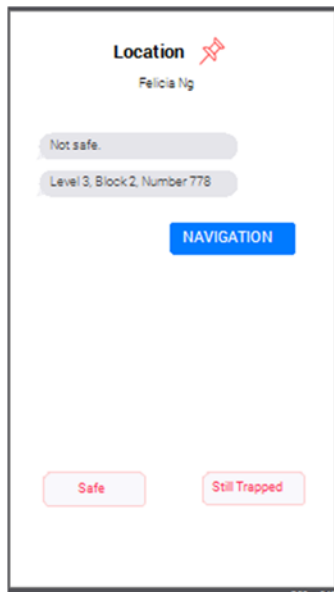 Location
Felicia Ng
Not safe.
Level 3, Block 2, Number 778
NAVIGATION
Safe
Still Trapped